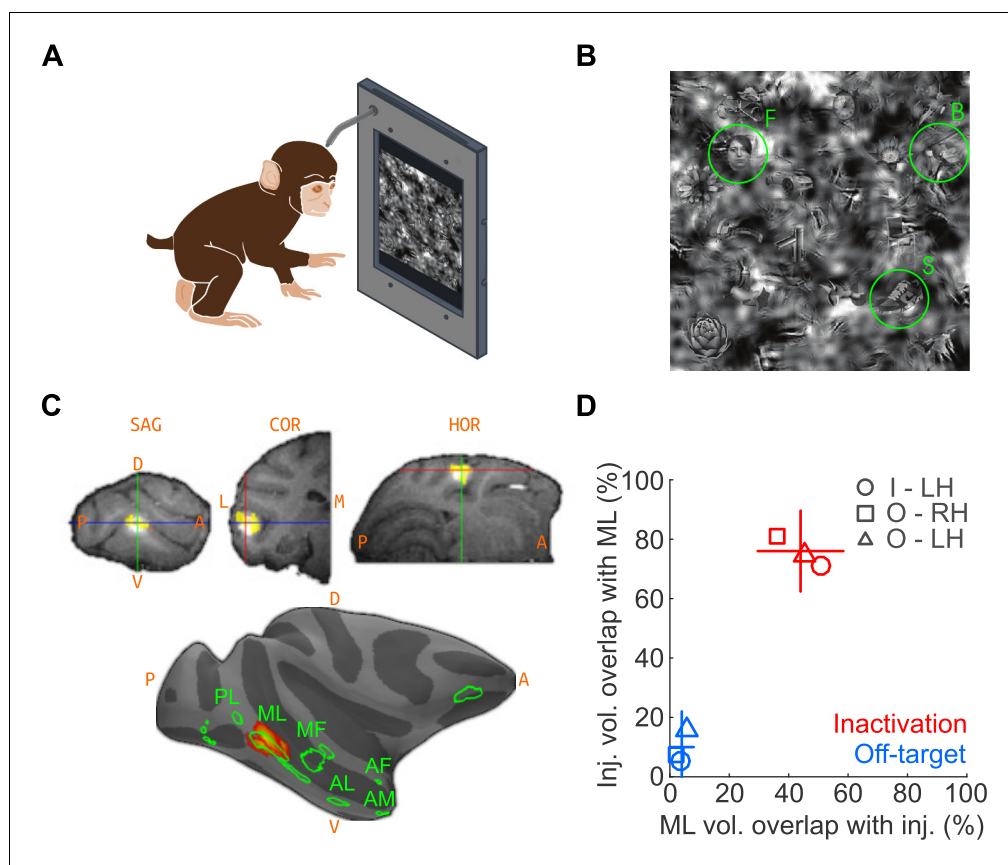 A
B
F
B
S
C
SAG
COR
HOR
D
L
M
P
A
V
P
A
D
P
A
PL
ML
MF
AF
AL
AM
V
D
100
80
60
40
20
0
Inj. vol. overlap with ML (%)
I - LH
O - RH
O - LH
Inactivation
Off-target
0 20 40 60 80 100
ML vol. overlap with inj. (%)